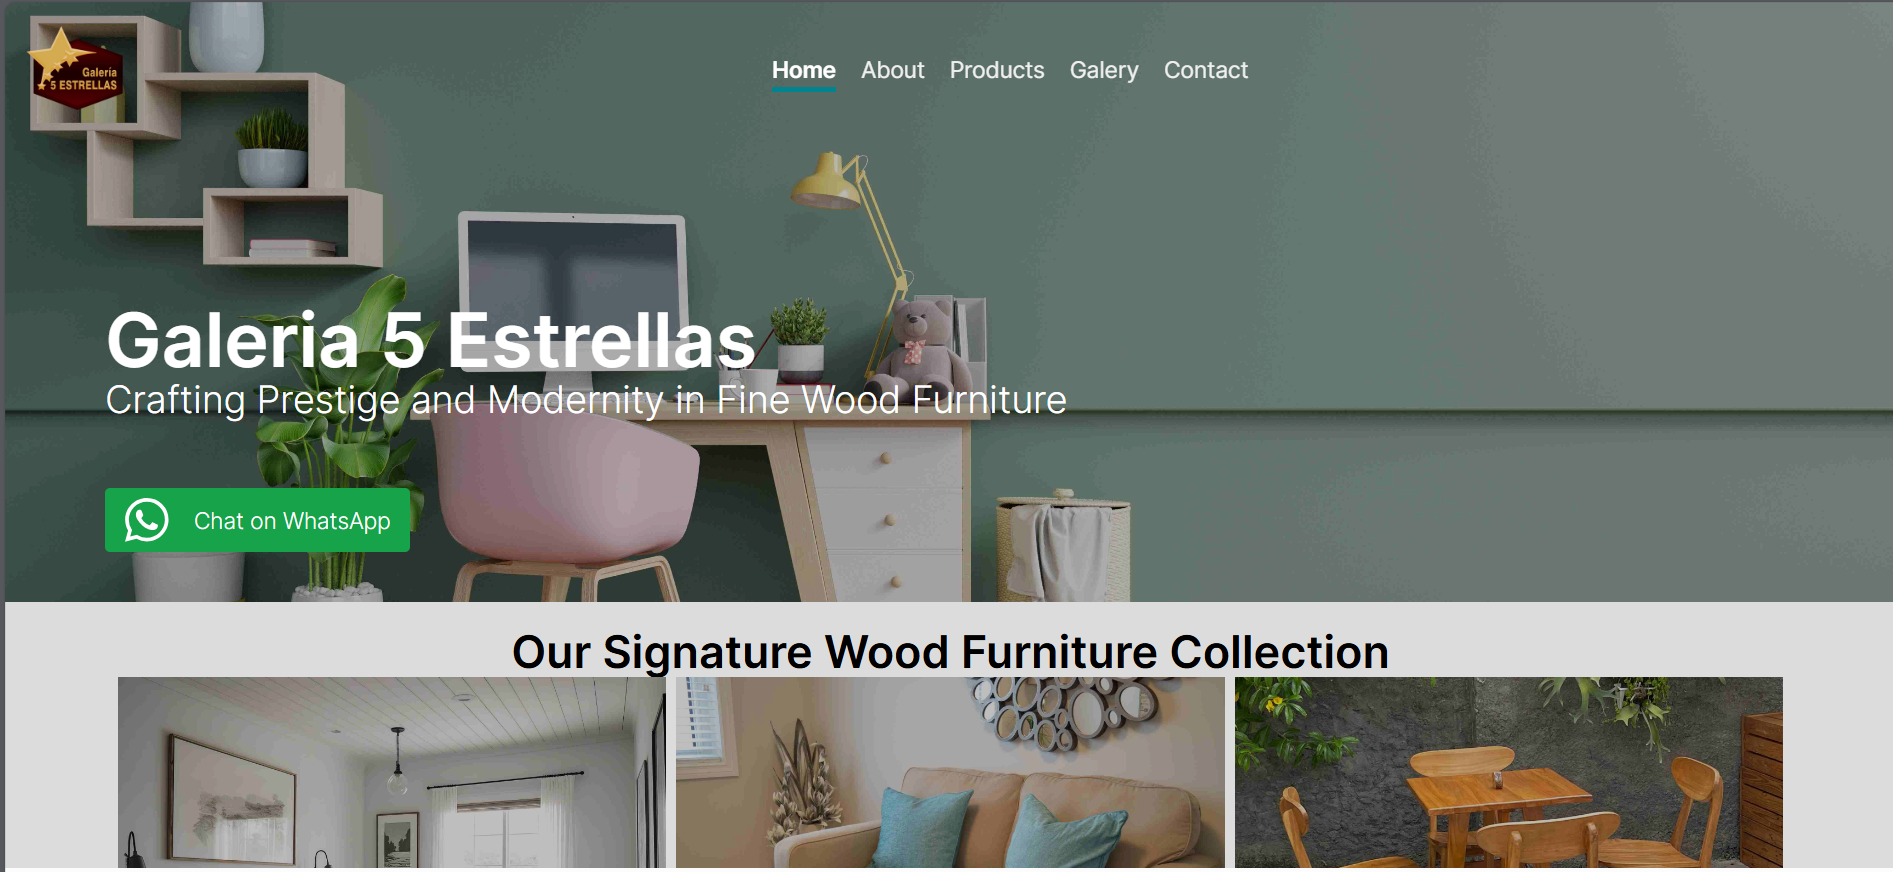 Galería
5 ESTRELLAS
Home About Products Galery Contact
Galeria 5 Estrellas
Crafting Prestige and Modernity in Fine Wood Furniture
Chat on WhatsApp
Our Signature Wood Furniture Collection